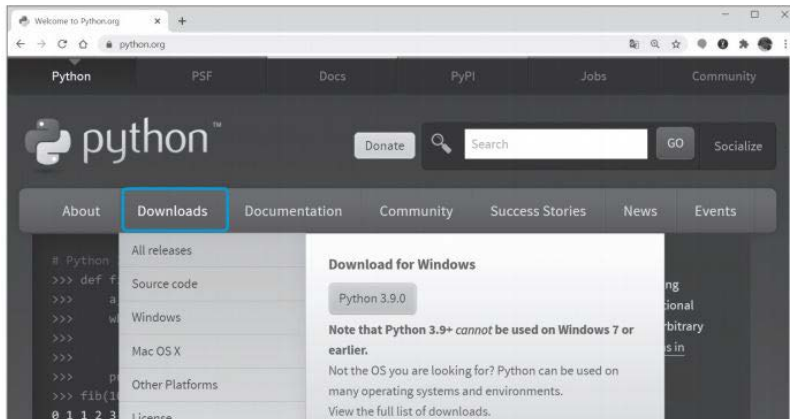 Welcome to Python.org
python.org
Python PSF Docs PyPI Jobs Community
python™
Donate Search GO Socialize
About Downloads Documentation Community Success Stories News Events
# Python
>>> def f
>>> a
>>> w
>>>
>>>
>>> p
>>> fib(10
0 1 1 2 3
All releases
Source code
Windows
Mac OS X
Other Platforms
License
Download for Windows
Python 3.9.0
Note that Python 3.9+ cannot be used on Windows 7 or
earlier.
Not the OS you are looking for? Python can be used on
many operating systems and environments.
View the full list of downloads.
ng
ional
rbitrary
s in